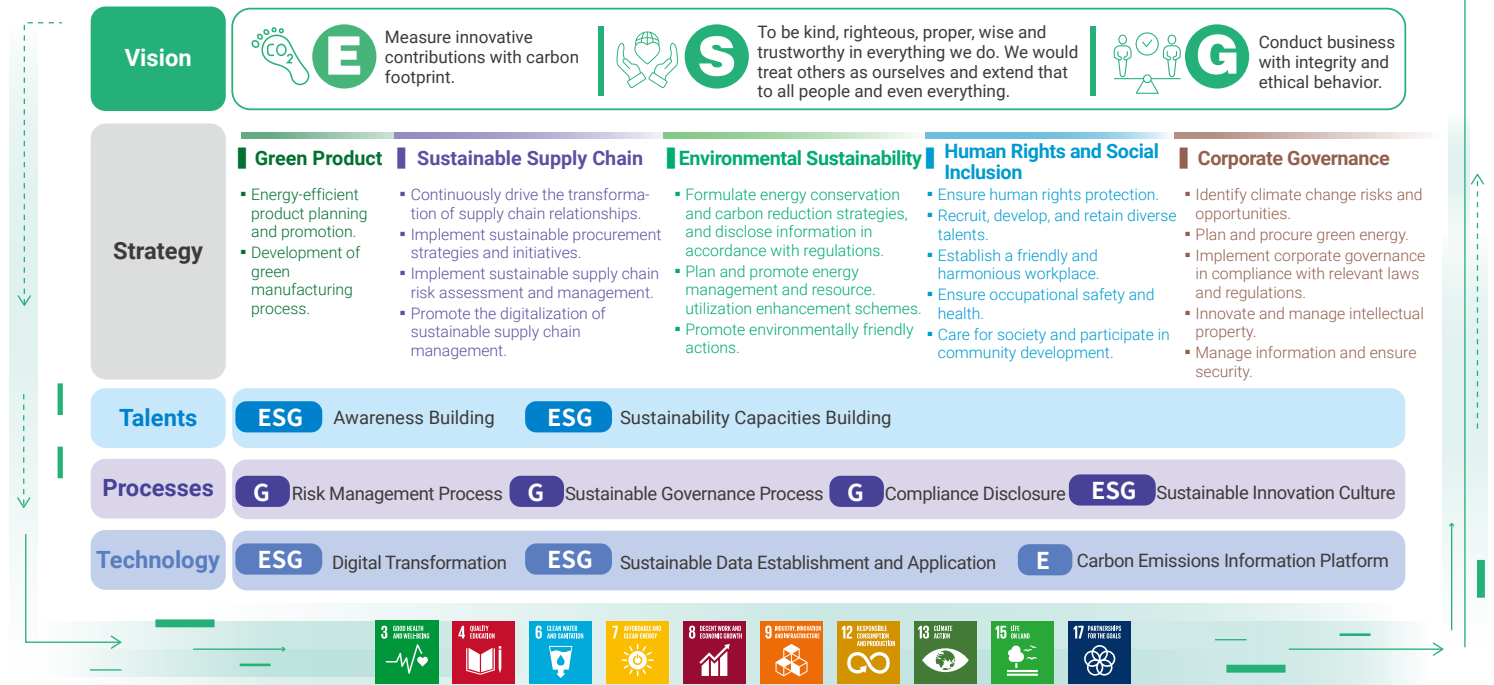 Vision
CO2
E
Measure innovative
contributions with carbon
footprint.
S
To be kind, righteous, proper, wise and
trustworthy in everything we do. We would
treat others as ourselves and extend that
to all people and even everything.
G
Conduct business
with integrity and
ethical behavior.
Strategy
Green Product
▪ Energy-efficient
product planning
and promotion.
▪ Development of
green
manufacturing
process.
Sustainable Supply Chain
▪ Continuously drive the transforma-
tion of supply chain relationships.
▪ Implement sustainable procurement
strategies and initiatives.
▪ Implement sustainable supply chain
risk assessment and management.
▪ Promote the digitalization of
sustainable supply chain
management.
Environmental Sustainability
▪ Formulate energy conservation
and carbon reduction strategies,
and disclose information in
accordance with regulations.
▪ Plan and promote energy
management and resource.
utilization enhancement schemes.
▪ Promote environmentally friendly
actions.
Human Rights and Social
Inclusion
▪ Ensure human rights protection.
▪ Recruit, develop, and retain diverse
talents.
▪ Establish a friendly and
harmonious workplace.
▪ Ensure occupational safety and
health.
▪ Care for society and participate in
community development.
Corporate Governance
▪ Identify climate change risks and
opportunities.
▪ Plan and procure green energy.
▪ Implement corporate governance
in compliance with relevant laws
and regulations.
▪ Innovate and manage intellectual
property.
▪ Manage information and ensure
security.
Talents
ESG Awareness Building
ESG Sustainability Capacities Building
Processes
G Risk Management Process
G Sustainable Governance Process
G Compliance Disclosure
ESG Sustainable Innovation Culture
Technology
ESG Digital Transformation
ESG Sustainable Data Establishment and Application
E Carbon Emissions Information Platform
3 GOOD HEALTH
AND WELL-BEING
4 QUALITY
EDUCATION
6 CLEAN WATER
AND SANITATION
7 AFFORDABLE AND
CLEAN ENERGY
8 DECENT WORK AND
ECONOMIC GROWTH
9 INDUSTRY, INNOVATION
AND INFRASTRUCTURE
12 RESPONSIBLE
CONSUMPTION
AND PRODUCTION
13 CLIMATE
ACTION
15 LIFE
ON LAND
17 PARTNERSHIPS
FOR THE GOALS